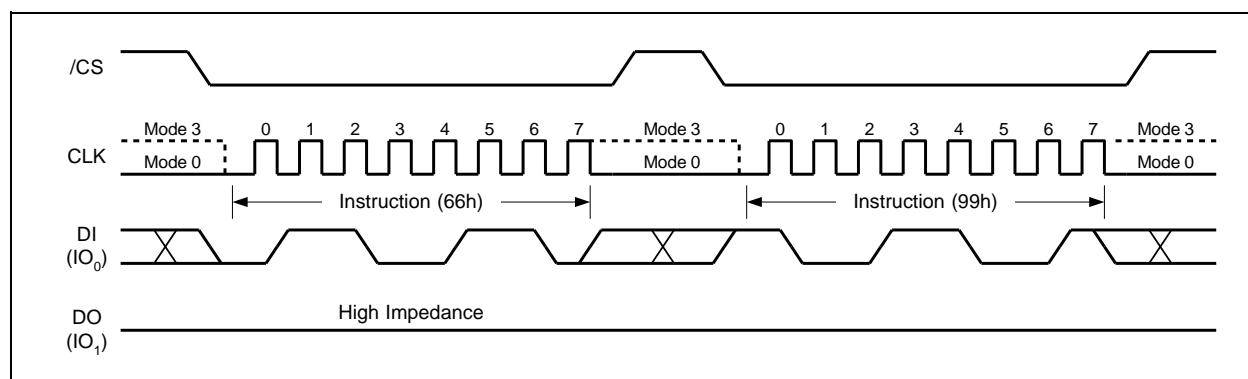 /CS
Mode 3 0 1 2 3 4 5 6 7 Mode 3 0 1 2 3 4 5 6 7 Mode 3
CLK
Mode 0 Mode 0 Mode 0
Instruction (66h) Instruction (99h)
DI
(IO0)
High Impedance
DO
(IO1)